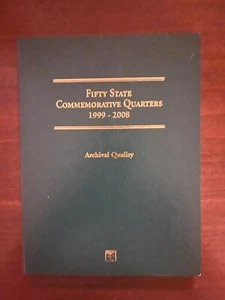 Fifty State
Commemorative Quarters
1999 - 2008
Archival Quality